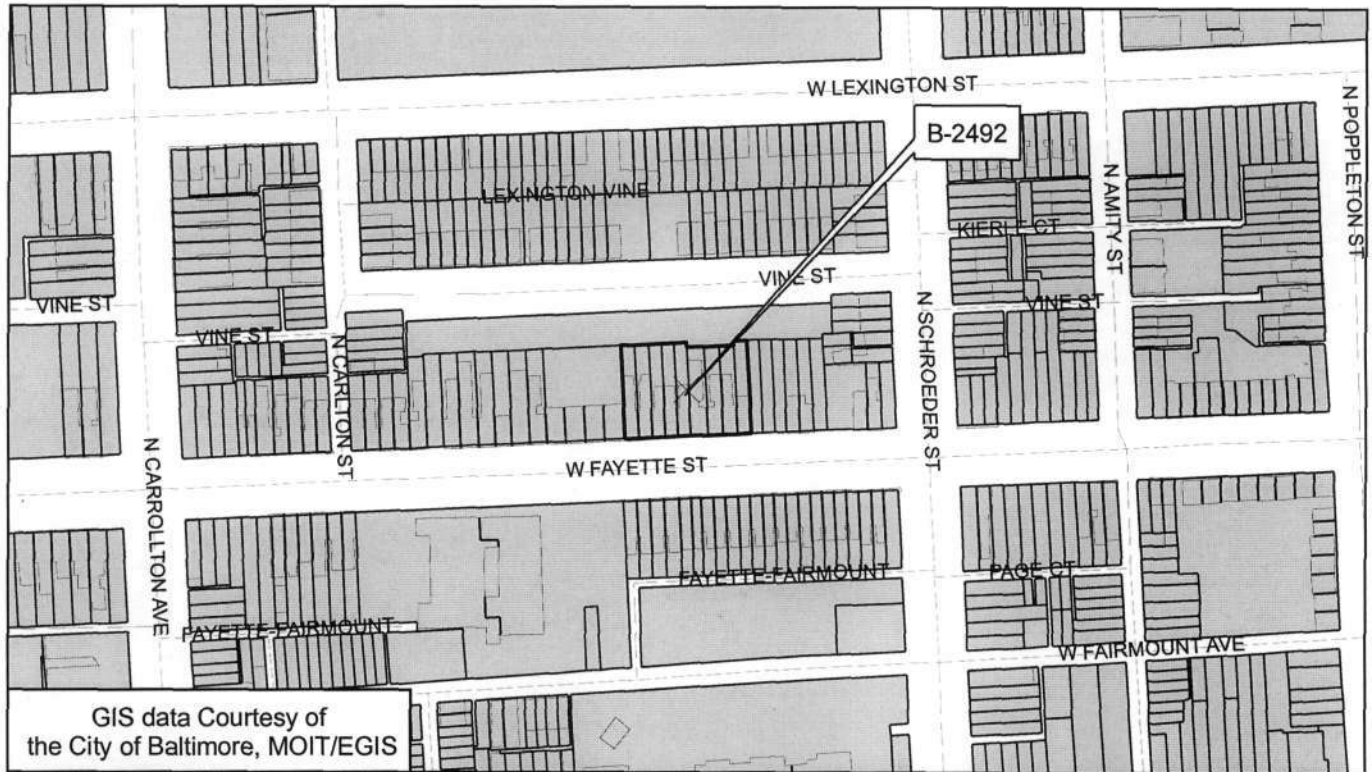 W LEXINGTON ST
N POPPLETON ST
B-2492
LEXINGTON VINE
N AMITY ST
KIERLE CT
VINE ST
VINE ST
VINE ST
VINE ST
N CARLTON ST
N SCHROEDER ST
N CARROLLTON AVE
W FAYETTE ST
FAYETTE-FAIRMOUNT
PAGE CT
FAYETTE-FAIRMOUNT
W FAIRMOUNT AVE
GIS data Courtesy of
the City of Baltimore, MOIT/EGIS